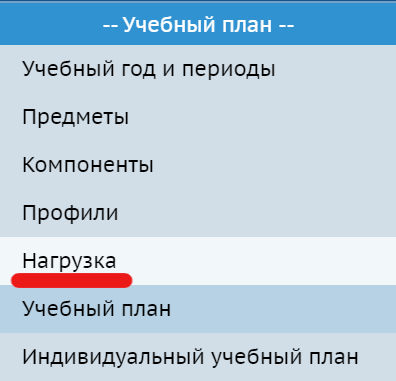 -- Учебный план --
Учебный год и периоды
Предметы
Компоненты
Профили
Нагрузка
Учебный план
Индивидуальный учебный план